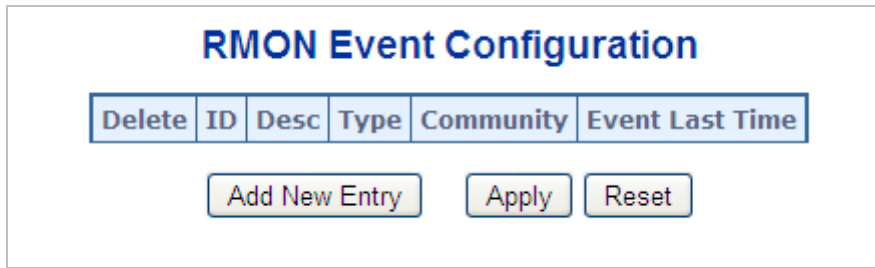 RMON Event Configuration
Delete ID Desc Type Community Event Last Time
Add New Entry Apply Reset